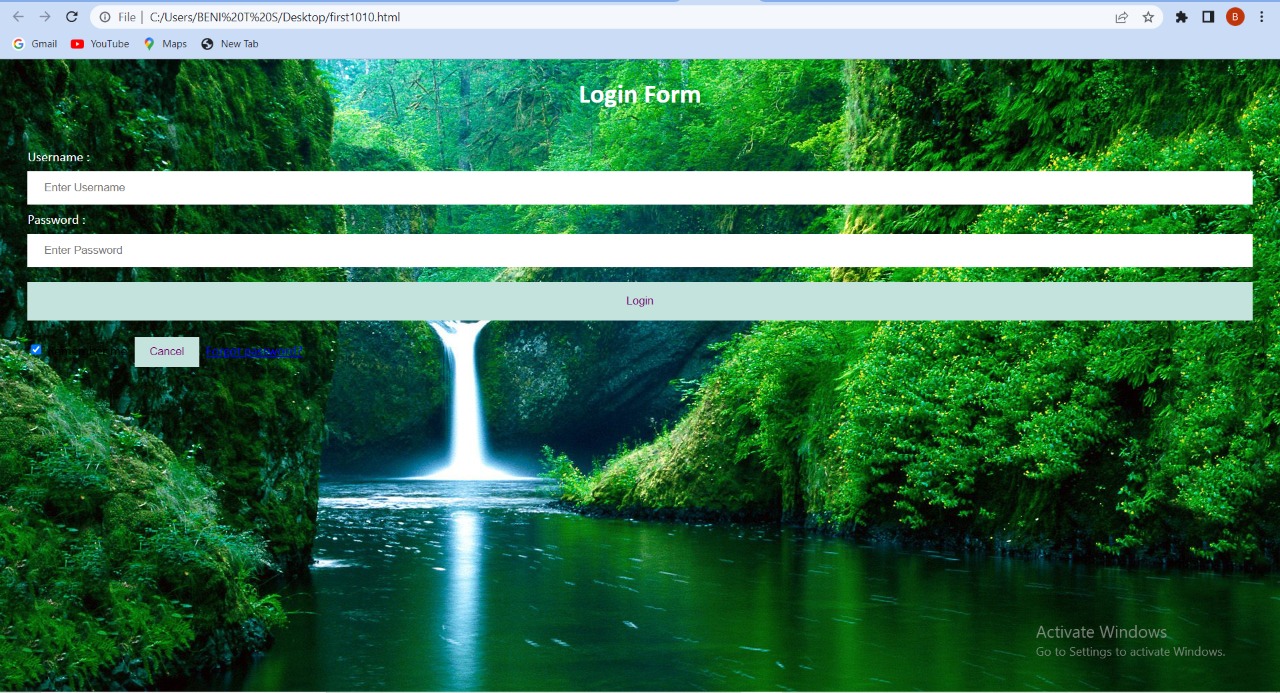 File | C:/Users/BENI%20T%20S/Desktop/first1010.html
B
Gmail YouTube Maps New Tab
Login Form
Username :
Enter Username
Password :
Enter Password
Login
Cancel Forgot password?
Activate Windows
Go to Settings to activate Windows.